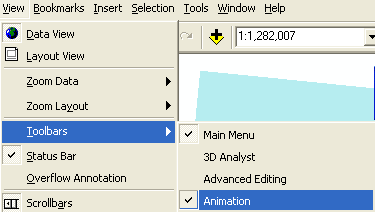 View Bookmarks Insert Selection Tools Window Help
Data View
1:1,282,007
Layout View
Zoom Data
Zoom Layout
Toolbars
Main Menu
Status Bar
3D Analyst
Overflow Annotation
Advanced Editing
Scrollbars
Animation